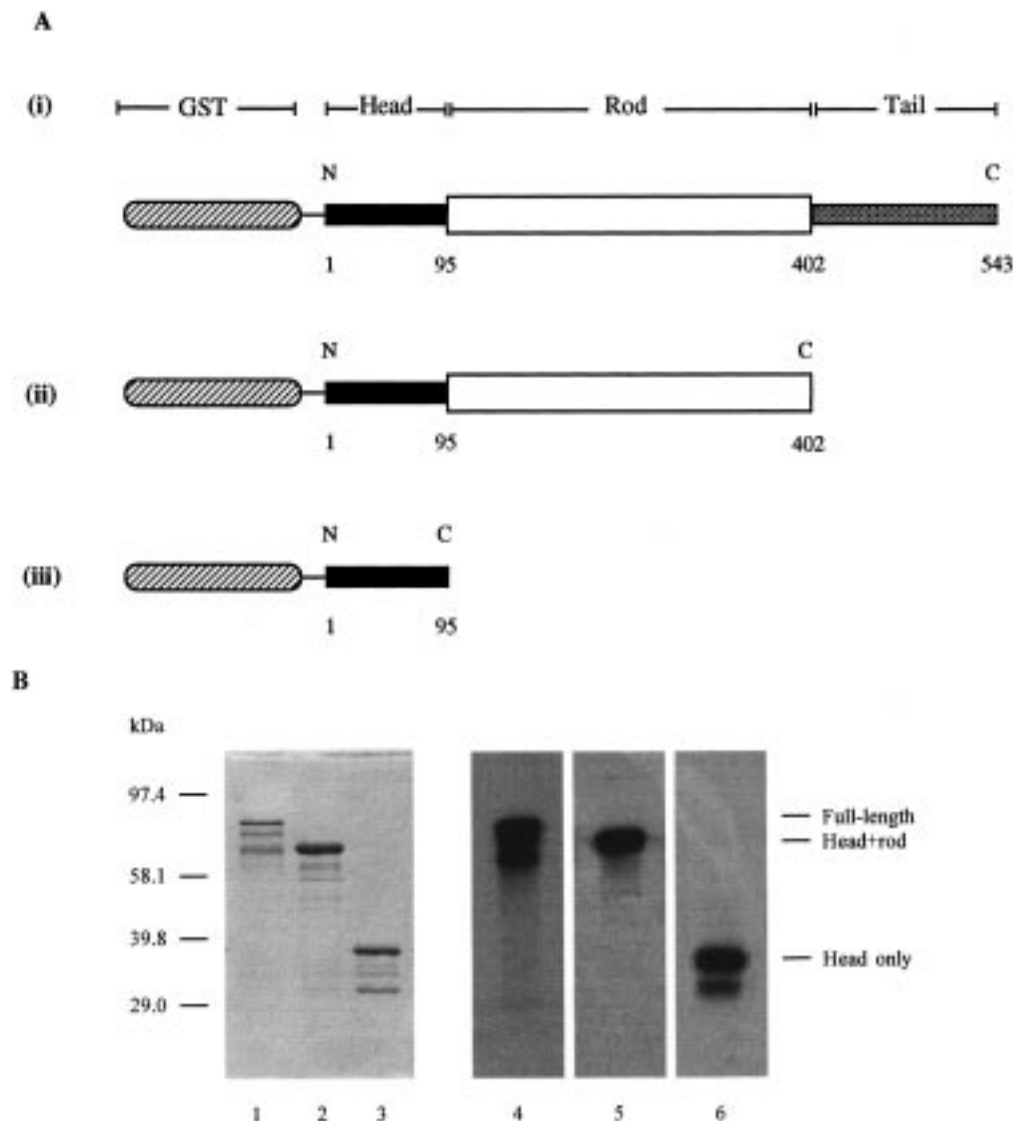 A
(i) GST Head Rod Tail
N C
1 95 402 543
(ii)
N C
1 95 402
(iii)
N C
1 95
B
kDa
97.4
58.1
39.8
29.0
Full-length
Head+rod
Head only
1 2 3 4 5 6